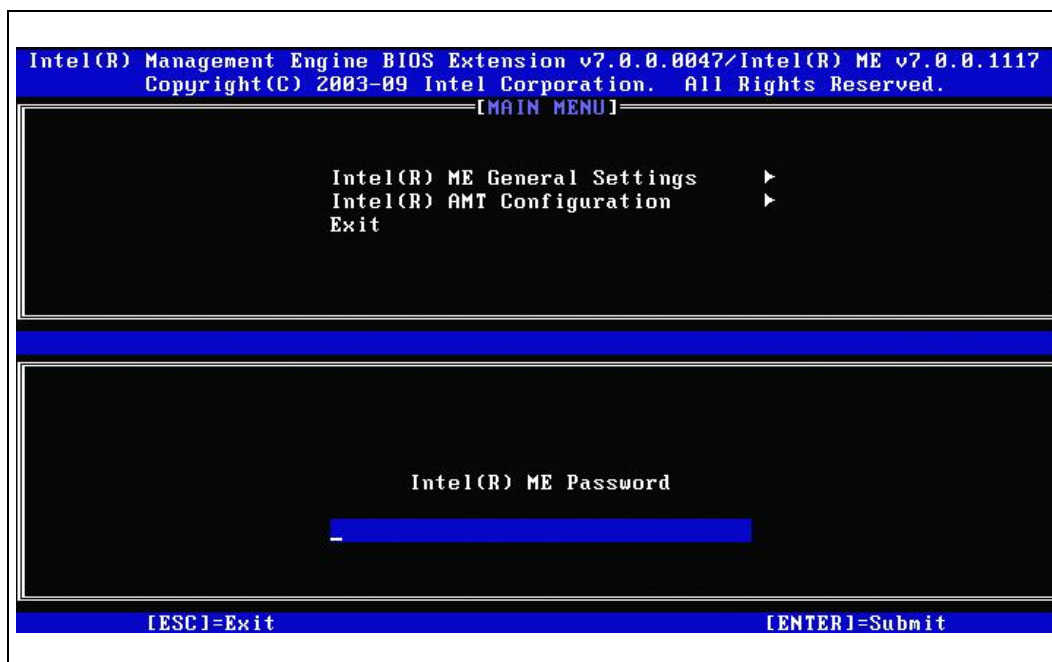 Intel(R) Management Engine BIOS Extension v7.0.0.0047/Intel(R) ME v7.0.0.1117
Copyright(C) 2003-09 Intel Corporation. All Rights Reserved.
[MAIN MENU]
Intel(R) ME General Settings ►
Intel(R) AMT Configuration ►
Exit
Intel(R) ME Password
[ESC]=Exit [ENTER]=Submit